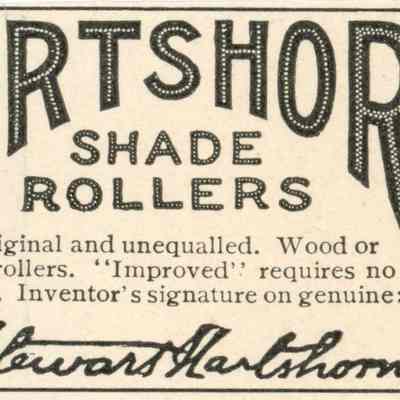 RTSHOR
SHADE
ROLLERS
iginal and unequalled. Wood or
rollers. "Improved" requires no
. Inventor's signature on genuine:
Stewart Hartshorn